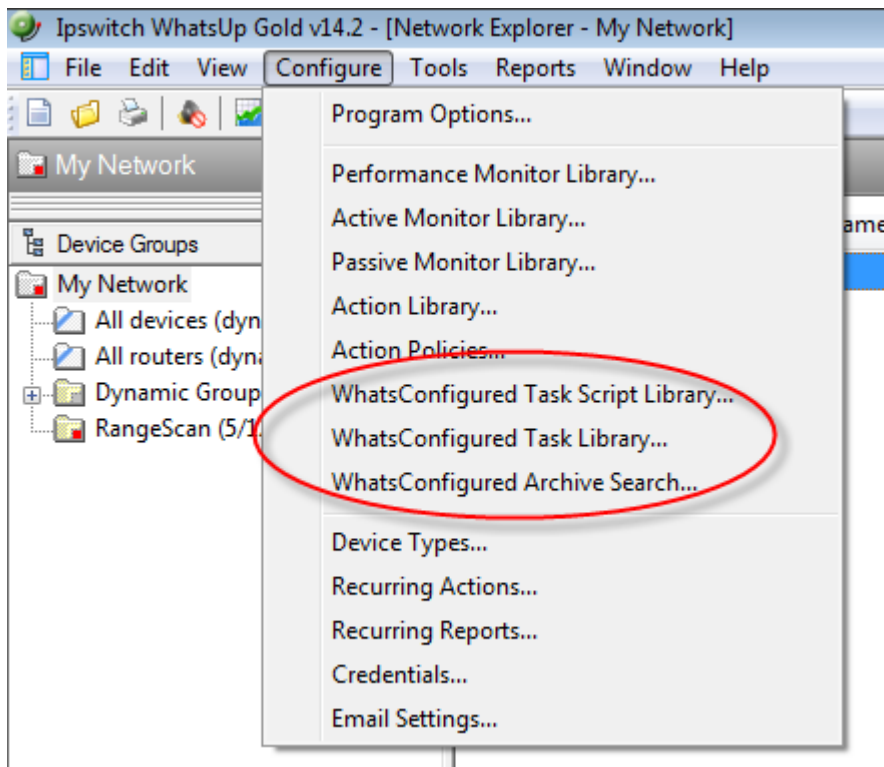 Ipswitch WhatsUp Gold v14.2 - [Network Explorer - My Network]
File Edit View Configure Tools Reports Window Help
Program Options...
My Network
Performance Monitor Library...
Active Monitor Library...
Device Groups
Passive Monitor Library...
My Network
Action Library...
All devices (dyn
All routers (dyna
Action Policies...
Dynamic Group
WhatsConfigured Task Script Library...
RangeScan (5/1
WhatsConfigured Task Library...
WhatsConfigured Archive Search...
Device Types...
Recurring Actions...
Recurring Reports...
Credentials...
Email Settings...